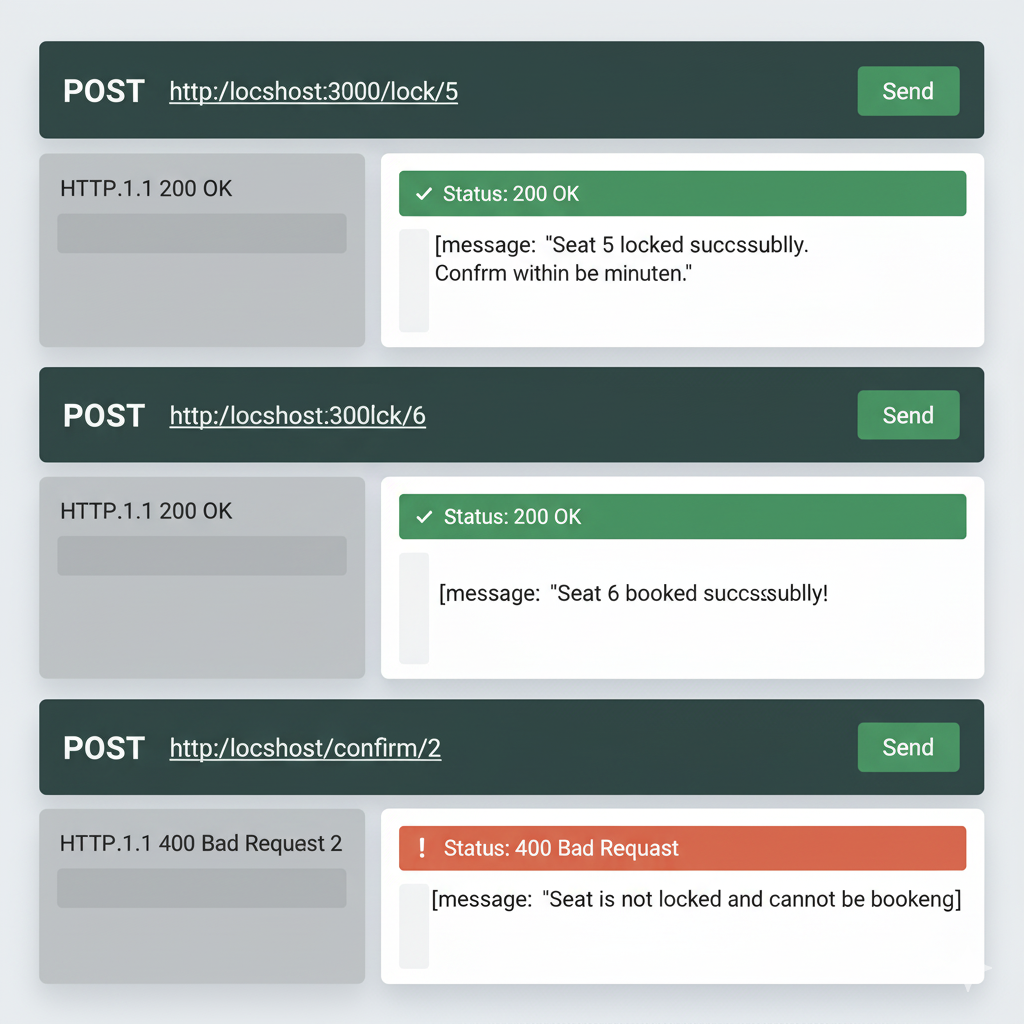 POST http:/locshost:3000/lock/5 Send
HTTP.1.1 200 OK
Status: 200 OK
[message: "Seat 5 locked succssublly.
Confrm within be minuten."
POST http:/locshost:300lck/6 Send
HTTP.1.1 200 OK
Status: 200 OK
[message: "Seat 6 booked succsssublly!
POST http:/locshost/confirm/2 Send
HTTP.1.1 400 Bad Request 2
! Status: 400 Bad Requast
[message: "Seat is not locked and cannot be bookeng]